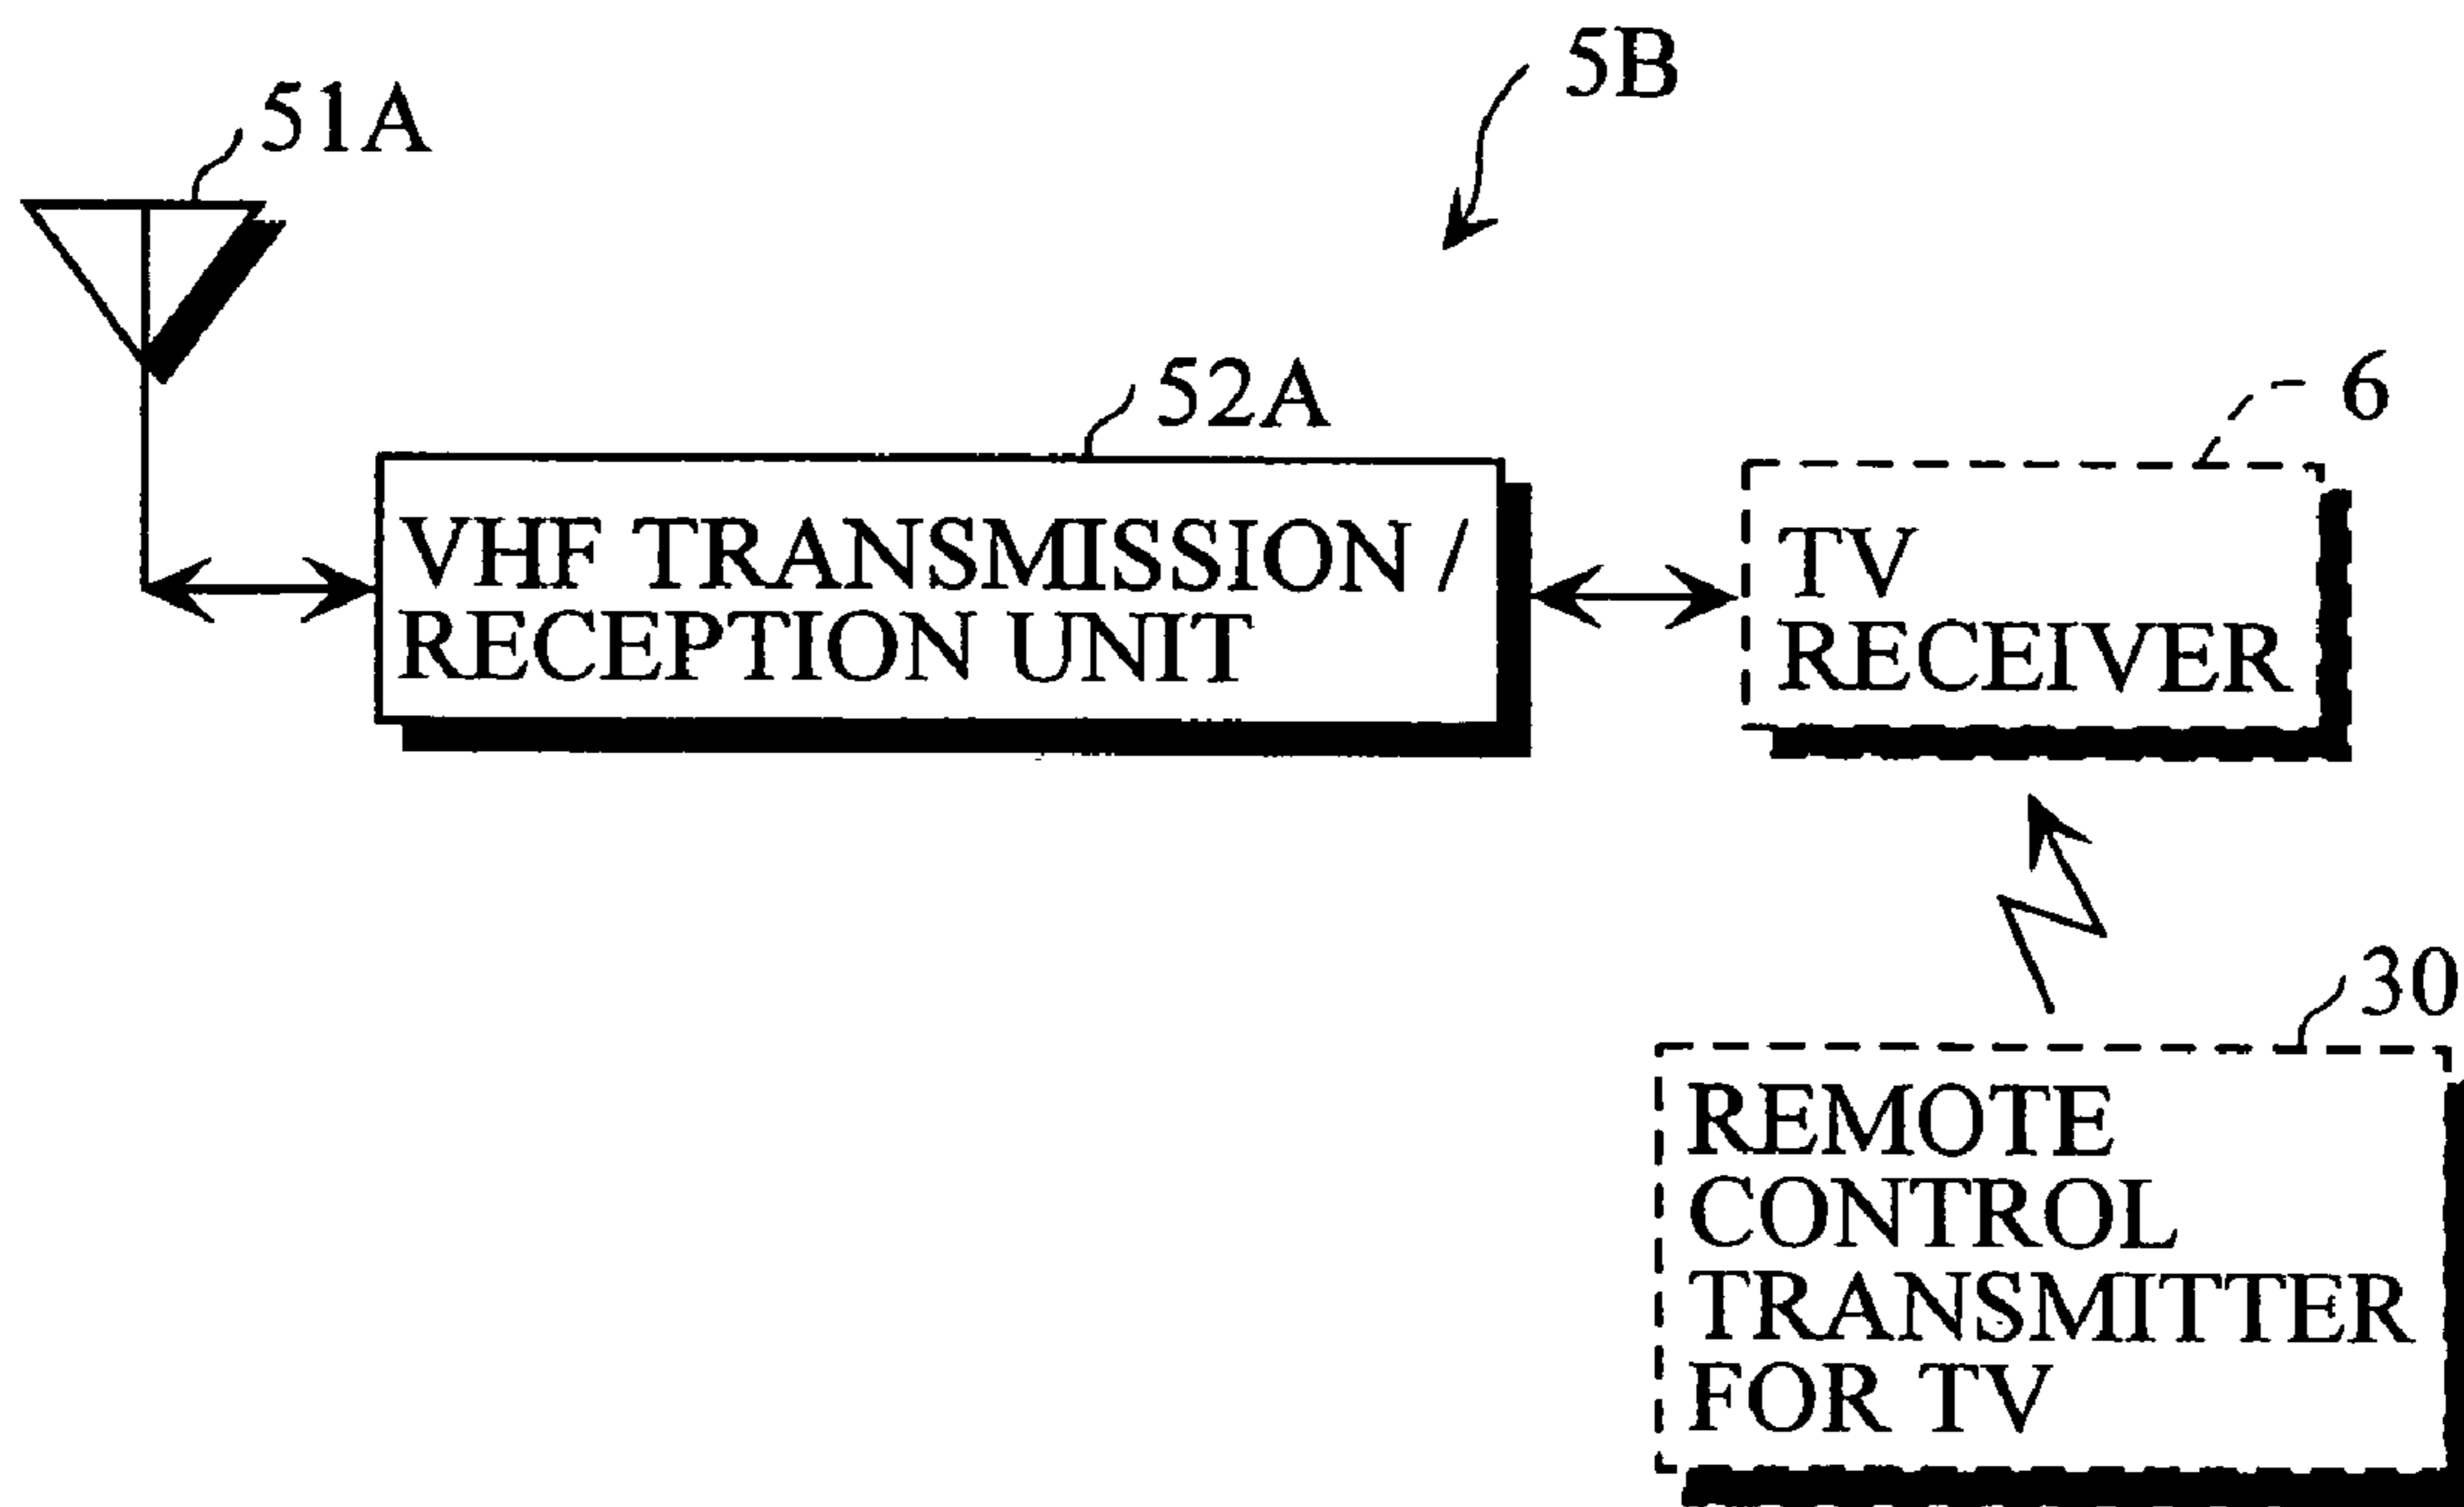 5B
51A
52A
6
VHF TRANSMISSION /
RECEPTION UNIT
TV
RECEIVER
30
REMOTE
CONTROL
TRANSMITTER
FOR TV